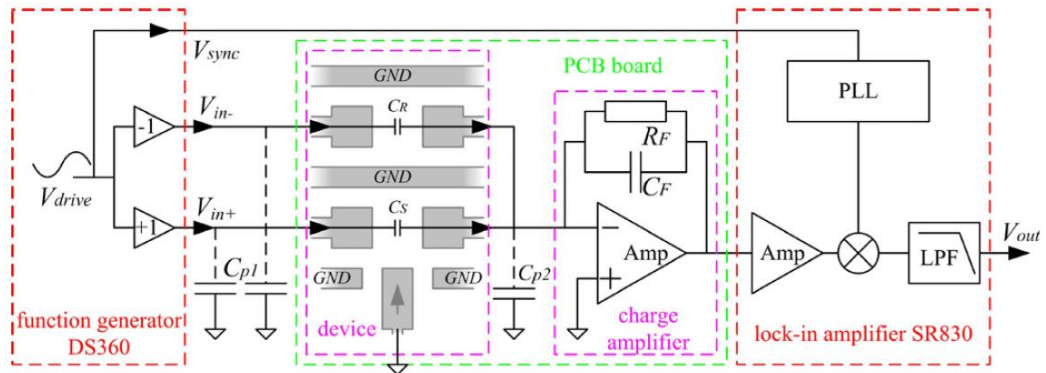 V_sync
PCB board
GND
PLL
V_in-
C_R
R_F
-1
C_F
V_drive
GND
V_in+
C_S
V_out
+1
−
Amp
Amp
LPF
+
C_p1
GND
GND
C_p2
function generator
DS360
device
charge
amplifier
lock-in amplifier SR830